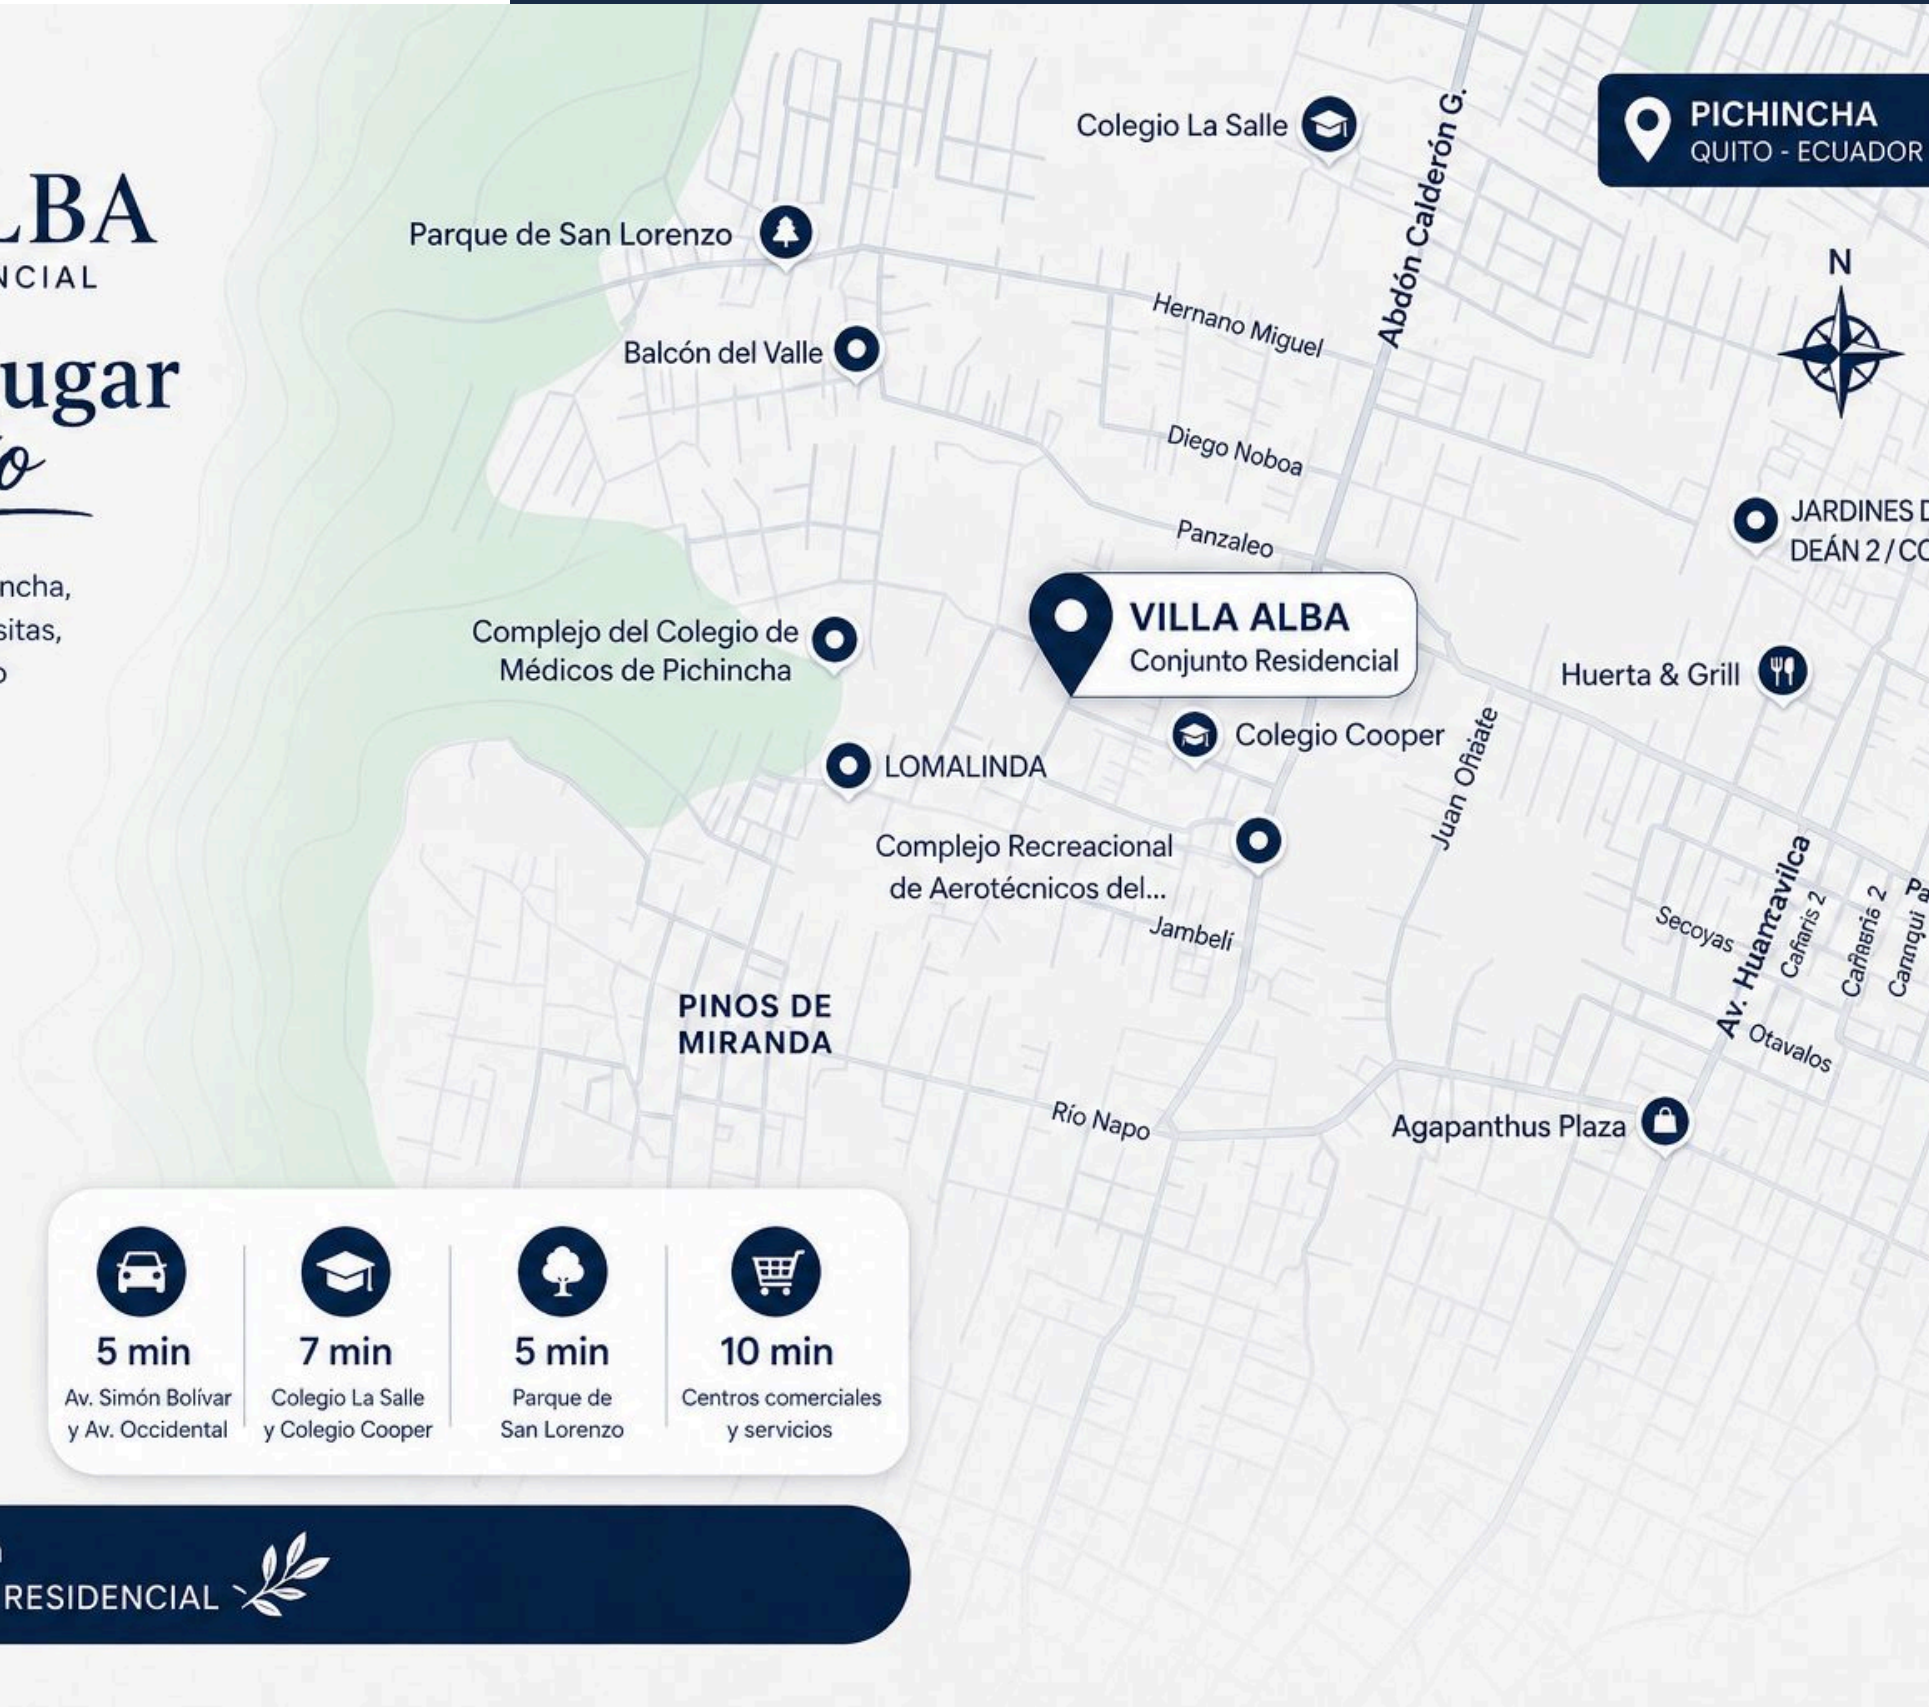 LBA
NCIAL
ugar
o
ncha,
sitas,
o
Colegio La Salle
Abdón Calderón G.
PICHINCHA
QUITO - ECUADOR
N
Parque de San Lorenzo
Balcón del Valle
Hernano Miguel
Diego Noboa
Panzaleo
JARDINES D
DEÁN 2 / CO
VILLA ALBA
Conjunto Residencial
Complejo del Colegio de
Médicos de Pichincha
Huerta & Grill
Colegio Cooper
LOMALINDA
Juan
Complejo Recreacional
de Aerotécnicos del...
Jambelí
Secoyas
Av. Huancavilca
Cañaris 2
2
Otavalos
PINOS DE
MIRANDA
Río Napo
Agapanthus Plaza
5 min
Av. Simón Bolívar
y Av. Occidental
7 min
Colegio La Salle
y Colegio Cooper
5 min
Parque de
San Lorenzo
10 min
Centros comerciales
y servicios
RESIDENCIAL